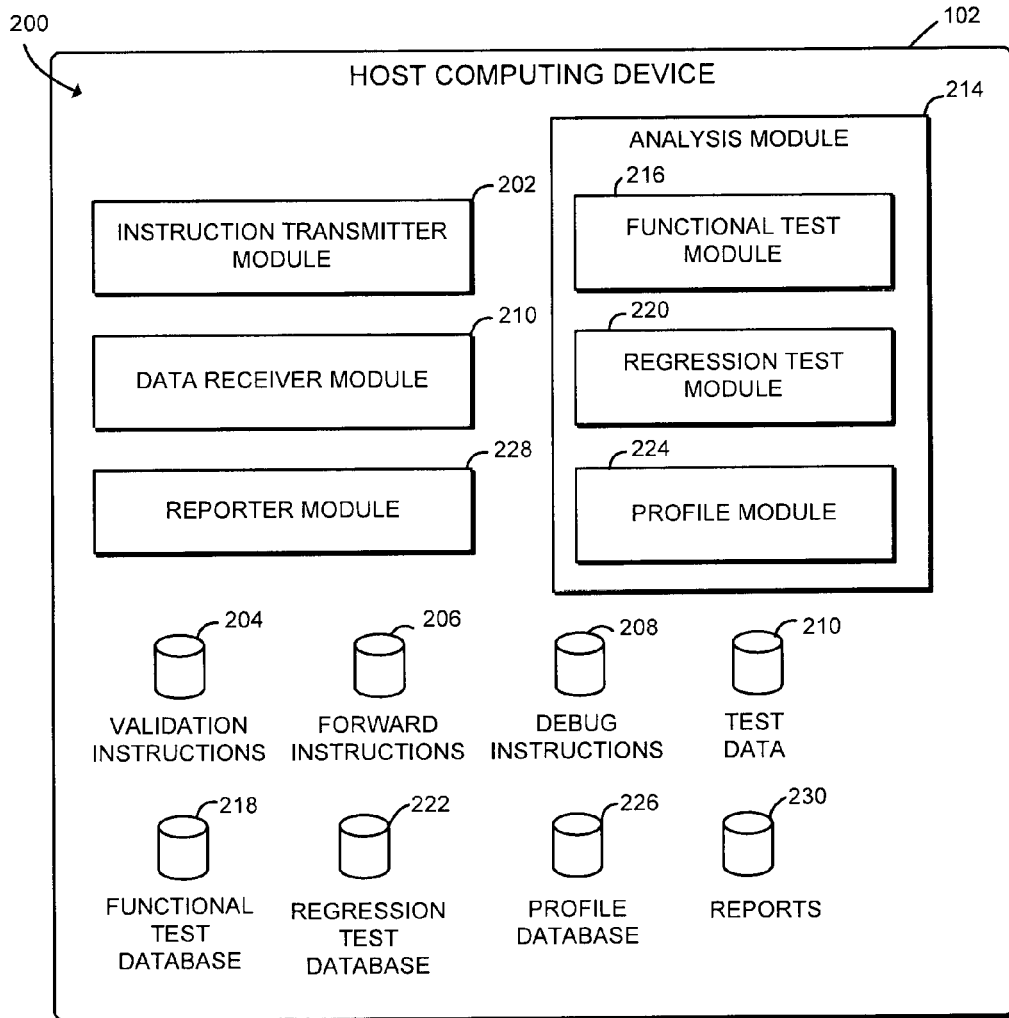 200
102
HOST COMPUTING DEVICE
214
ANALYSIS MODULE
202
INSTRUCTION TRANSMITTER
MODULE
216
FUNCTIONAL TEST
MODULE
210
DATA RECEIVER MODULE
220
REGRESSION TEST
MODULE
228
REPORTER MODULE
224
PROFILE MODULE
204
VALIDATION
INSTRUCTIONS
206
FORWARD
INSTRUCTIONS
208
DEBUG
INSTRUCTIONS
210
TEST
DATA
218
FUNCTIONAL
TEST
DATABASE
222
REGRESSION
TEST
DATABASE
226
PROFILE
DATABASE
230
REPORTS